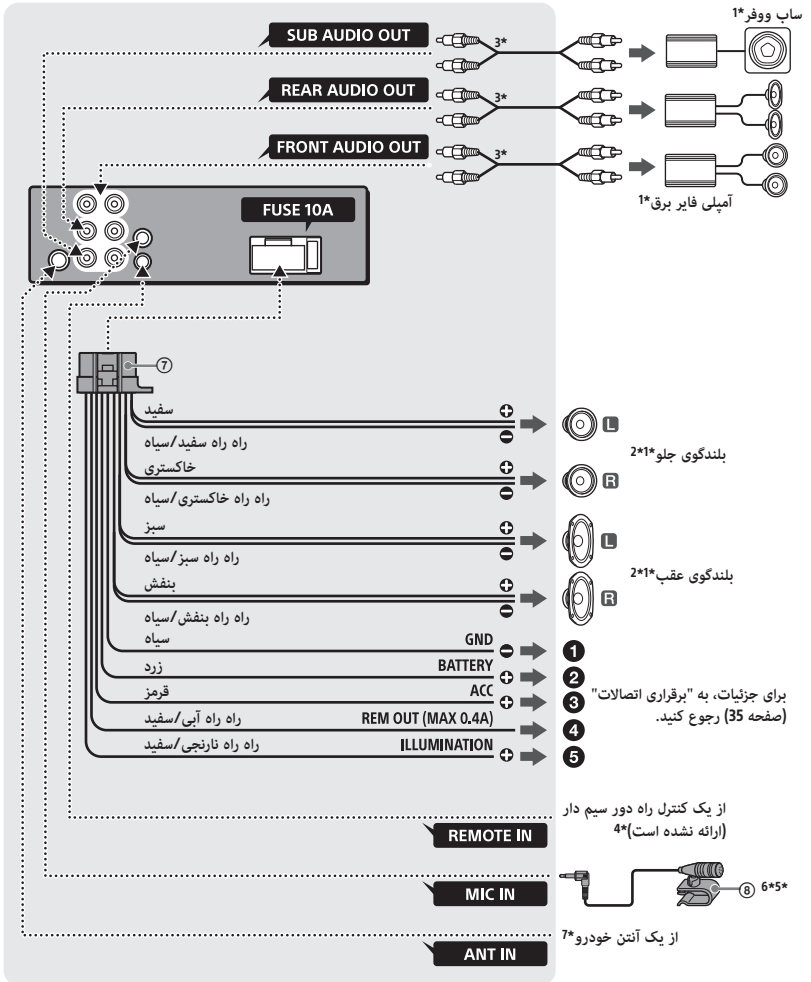 ساب ووفر*1
SUB AUDIO OUT
3*
REAR AUDIO OUT
3*
FRONT AUDIO OUT
3*
آمپلی فایر برق*1
FUSE 10A
⑦
سفید
راه راه سفید/سیاه
L
بلندگوی جلو*1*2
خاکستری
راه راه خاکستری/سیاه
R
سبز
راه راه سبز/سیاه
L
بلندگوی عقب*1*2
بنفش
راه راه بنفش/سیاه
R
سیاه
GND
❶
زرد
BATTERY
❷
قرمز
ACC
❸
برای جزئیات، به "برقراری اتصالات"
(صفحه 35) رجوع کنید.
راه راه آبی/سفید
REM OUT (MAX 0.4A)
❹
راه راه نارنجی/سفید
ILLUMINATION
❺
از یک کنترل راه دور سیم دار
(ارائه نشده است)*4
REMOTE IN
⑧ *5*6
MIC IN
از یک آنتن خودرو*7
ANT IN